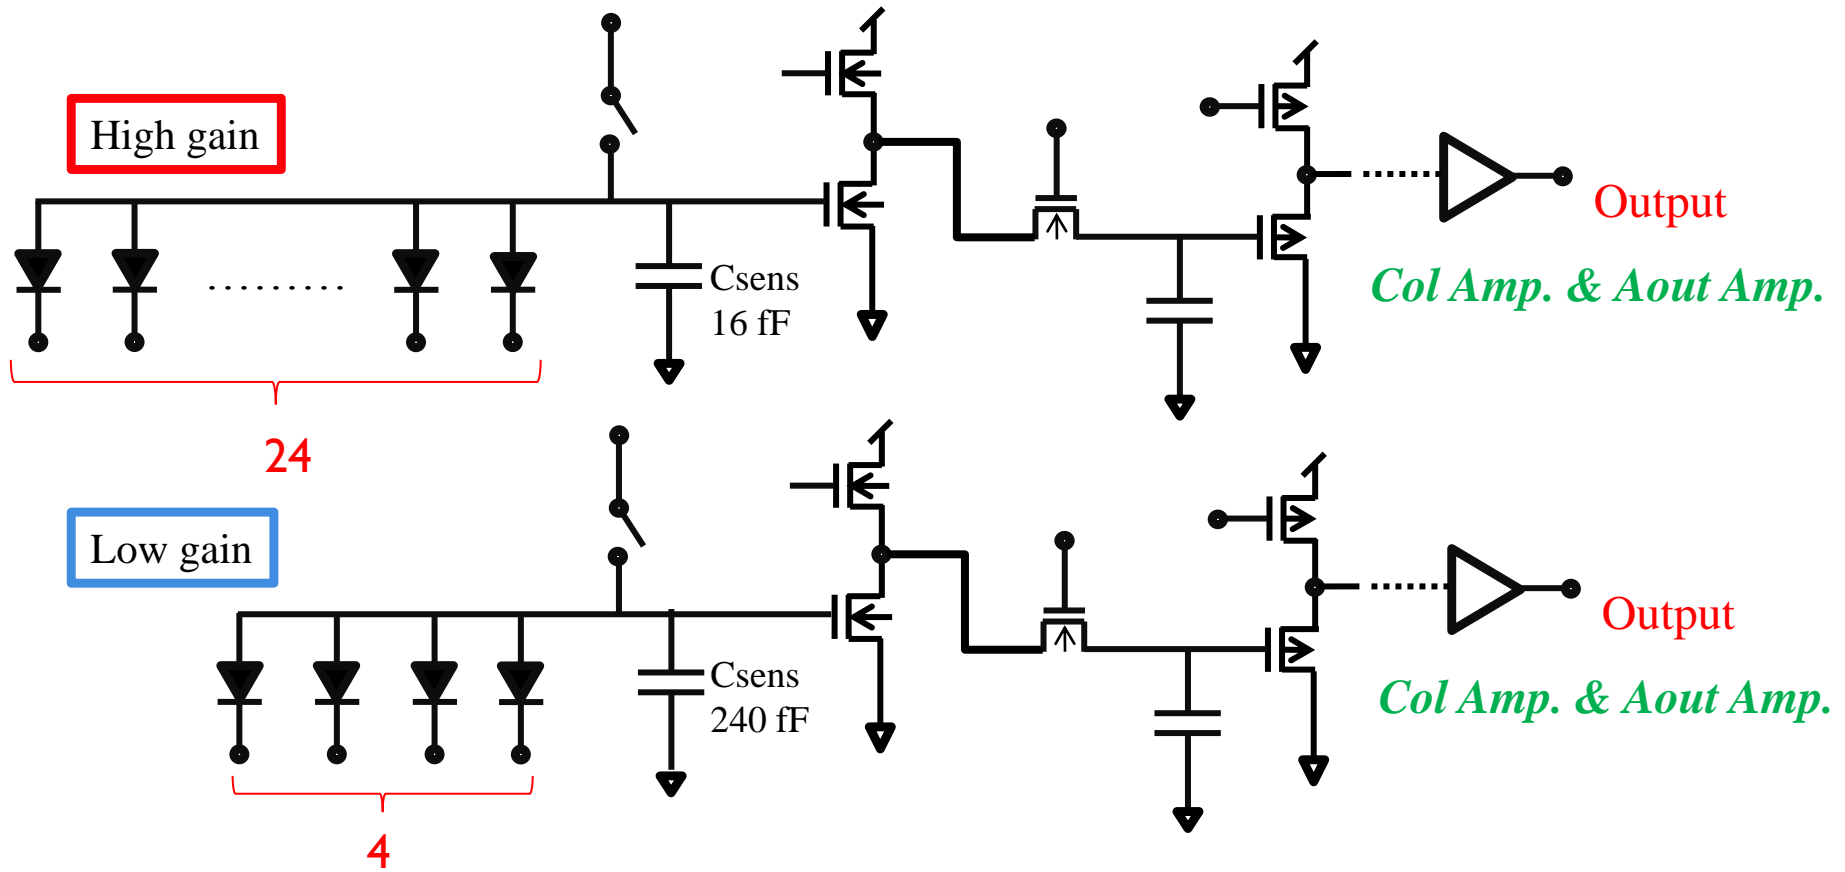 High gain
Output
Csens
16 fF
Col Amp. & Aout Amp.
.........
24
Low gain
Output
Csens
240 fF
Col Amp. & Aout Amp.
4